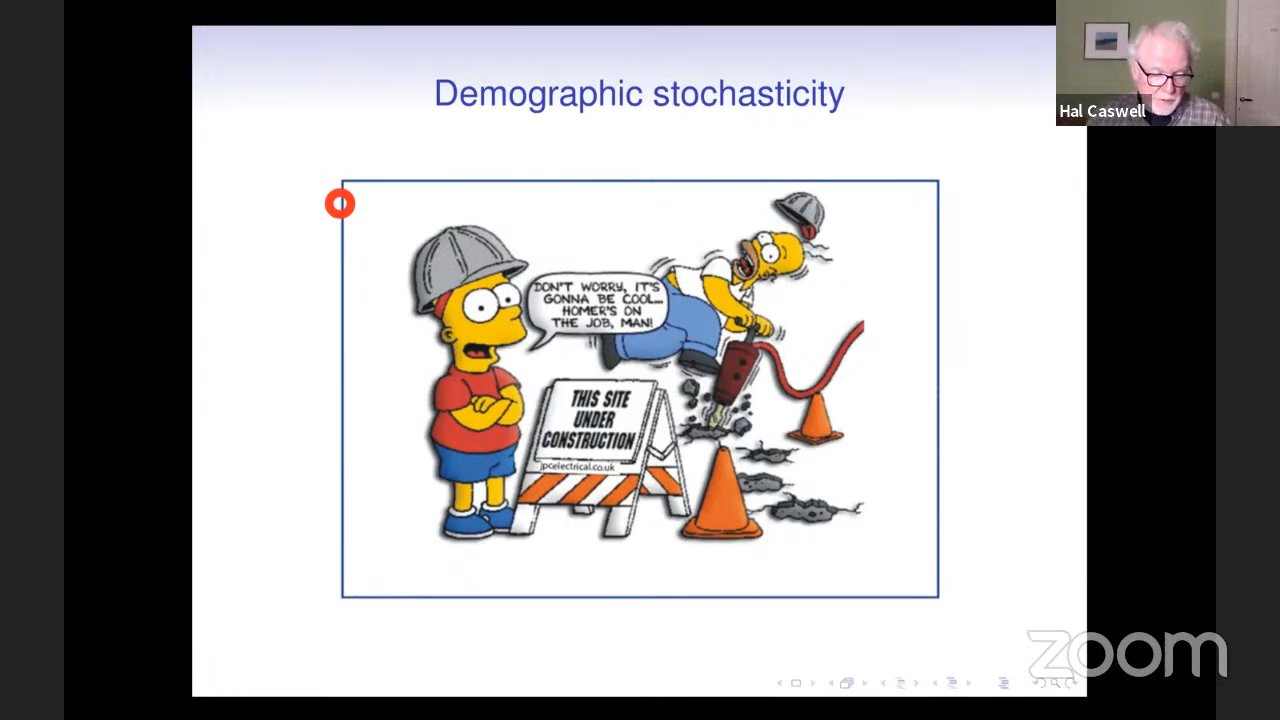 Demographic stochasticity
Hal Caswell
DON'T WORRY, IT'S
GONNA BE COOL...
HOMER'S ON
THE JOB, MAN!
THIS SITE
UNDER
CONSTRUCTION
jpcelectrical.co.uk
zoom